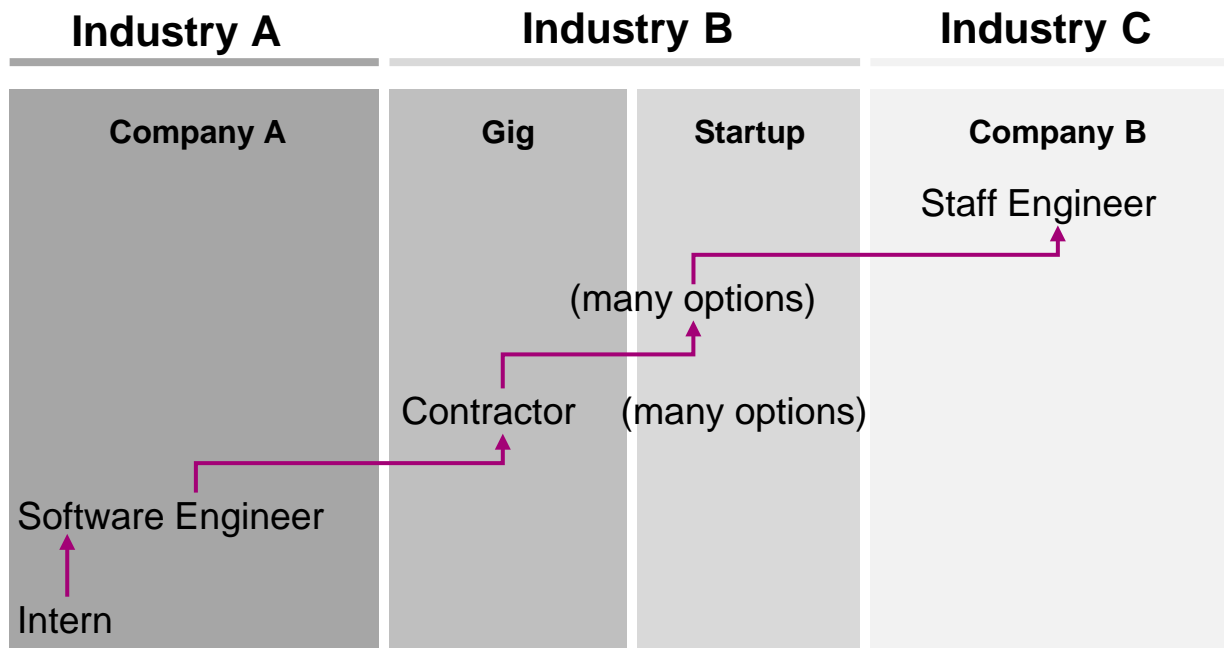 Industry A
Industry B
Industry C
Company A
Gig
Startup
Company B
Staff Engineer
(many options)
Contractor
(many options)
Software Engineer
Intern